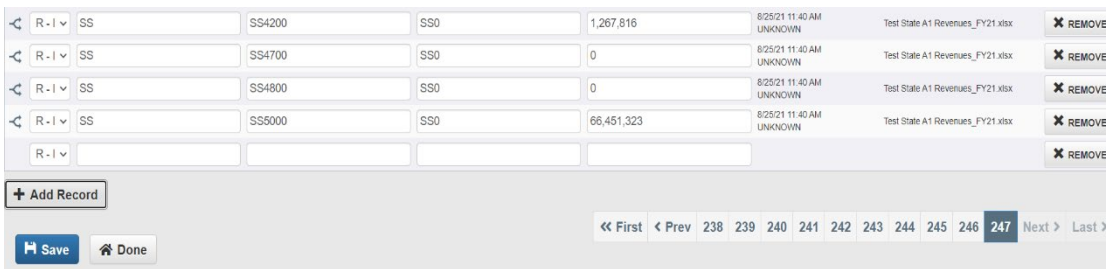 R - I SS SS4200 SS0 1,267,816 8/25/21 11:40 AM UNKNOWN Test State A1 Revenues_FY21.xlsx REMOVE
R - I SS SS4700 SS0 0 8/25/21 11:40 AM UNKNOWN Test State A1 Revenues_FY21.xlsx REMOVE
R - I SS SS4800 SS0 0 8/25/21 11:40 AM UNKNOWN Test State A1 Revenues_FY21.xlsx REMOVE
R - I SS SS5000 SS0 66,451,323 8/25/21 11:40 AM UNKNOWN Test State A1 Revenues_FY21.xlsx REMOVE
R - I REMOVE
Add Record
First Prev 238 239 240 241 242 243 244 245 246 247 Next Last
Save Done